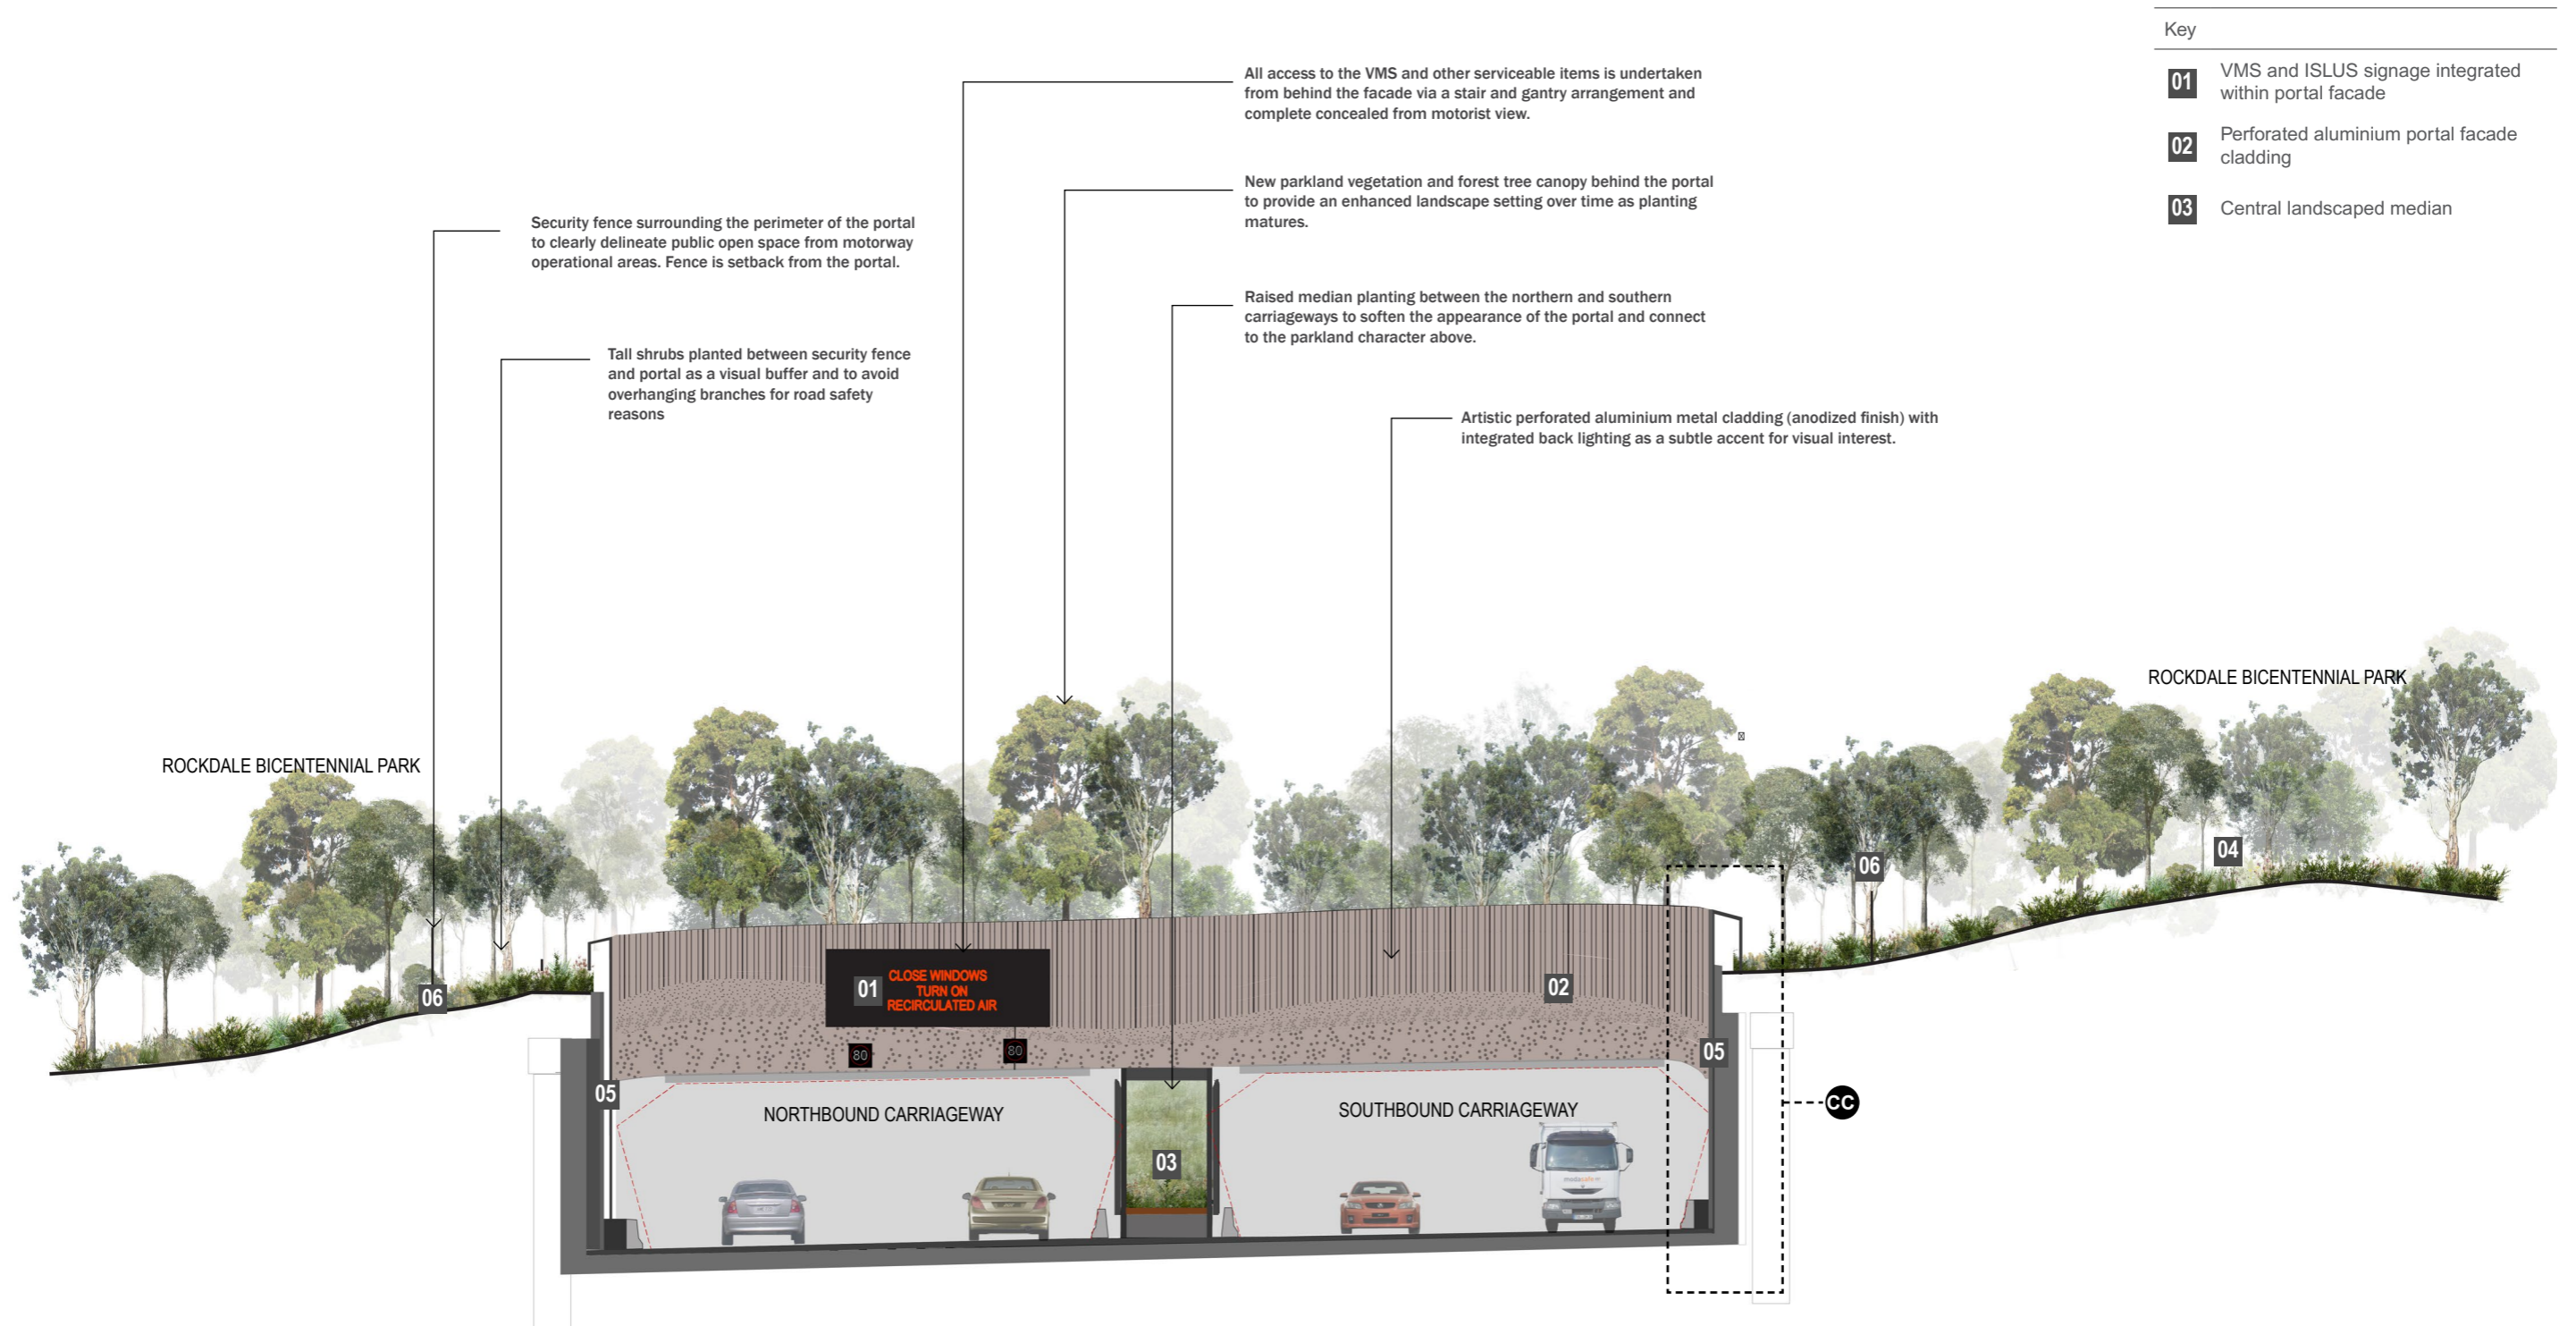 Key
01
VMS and ISLUS signage integrated
within portal facade
02
Perforated aluminium portal facade
cladding
03
Central landscaped median
All access to the VMS and other serviceable items is undertaken
from behind the facade via a stair and gantry arrangement and
complete concealed from motorist view.
New parkland vegetation and forest tree canopy behind the portal
to provide an enhanced landscape setting over time as planting
matures.
Security fence surrounding the perimeter of the portal
to clearly delineate public open space from motorway
operational areas. Fence is setback from the portal.
Raised median planting between the northern and southern
carriageways to soften the appearance of the portal and connect
to the parkland character above.
Tall shrubs planted between security fence
and portal as a visual buffer and to avoid
overhanging branches for road safety
reasons
Artistic perforated aluminium metal cladding (anodized finish) with
integrated back lighting as a subtle accent for visual interest.
ROCKDALE BICENTENNIAL PARK
ROCKDALE BICENTENNIAL PARK
04
06
06
01
CLOSE WINDOWS
TURN ON
RECIRCULATED AIR
02
80
80
05
05
CC
NORTHBOUND CARRIAGEWAY
SOUTHBOUND CARRIAGEWAY
03